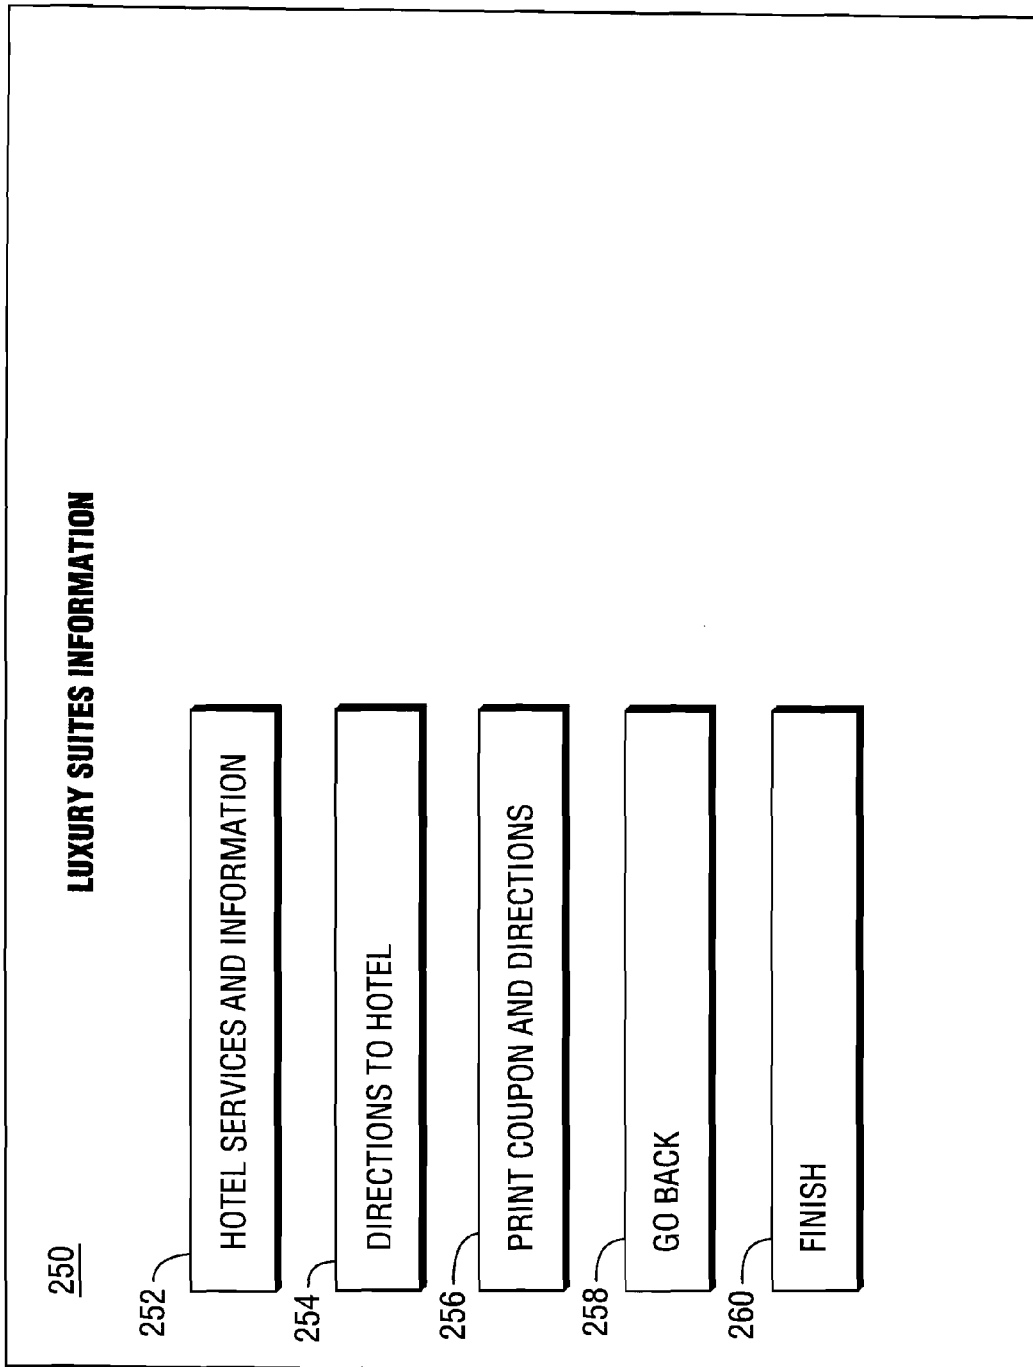 250
LUXURY SUITES INFORMATION
252
HOTEL SERVICES AND INFORMATION
254
DIRECTIONS TO HOTEL
256
PRINT COUPON AND DIRECTIONS
258
GO BACK
260
FINISH